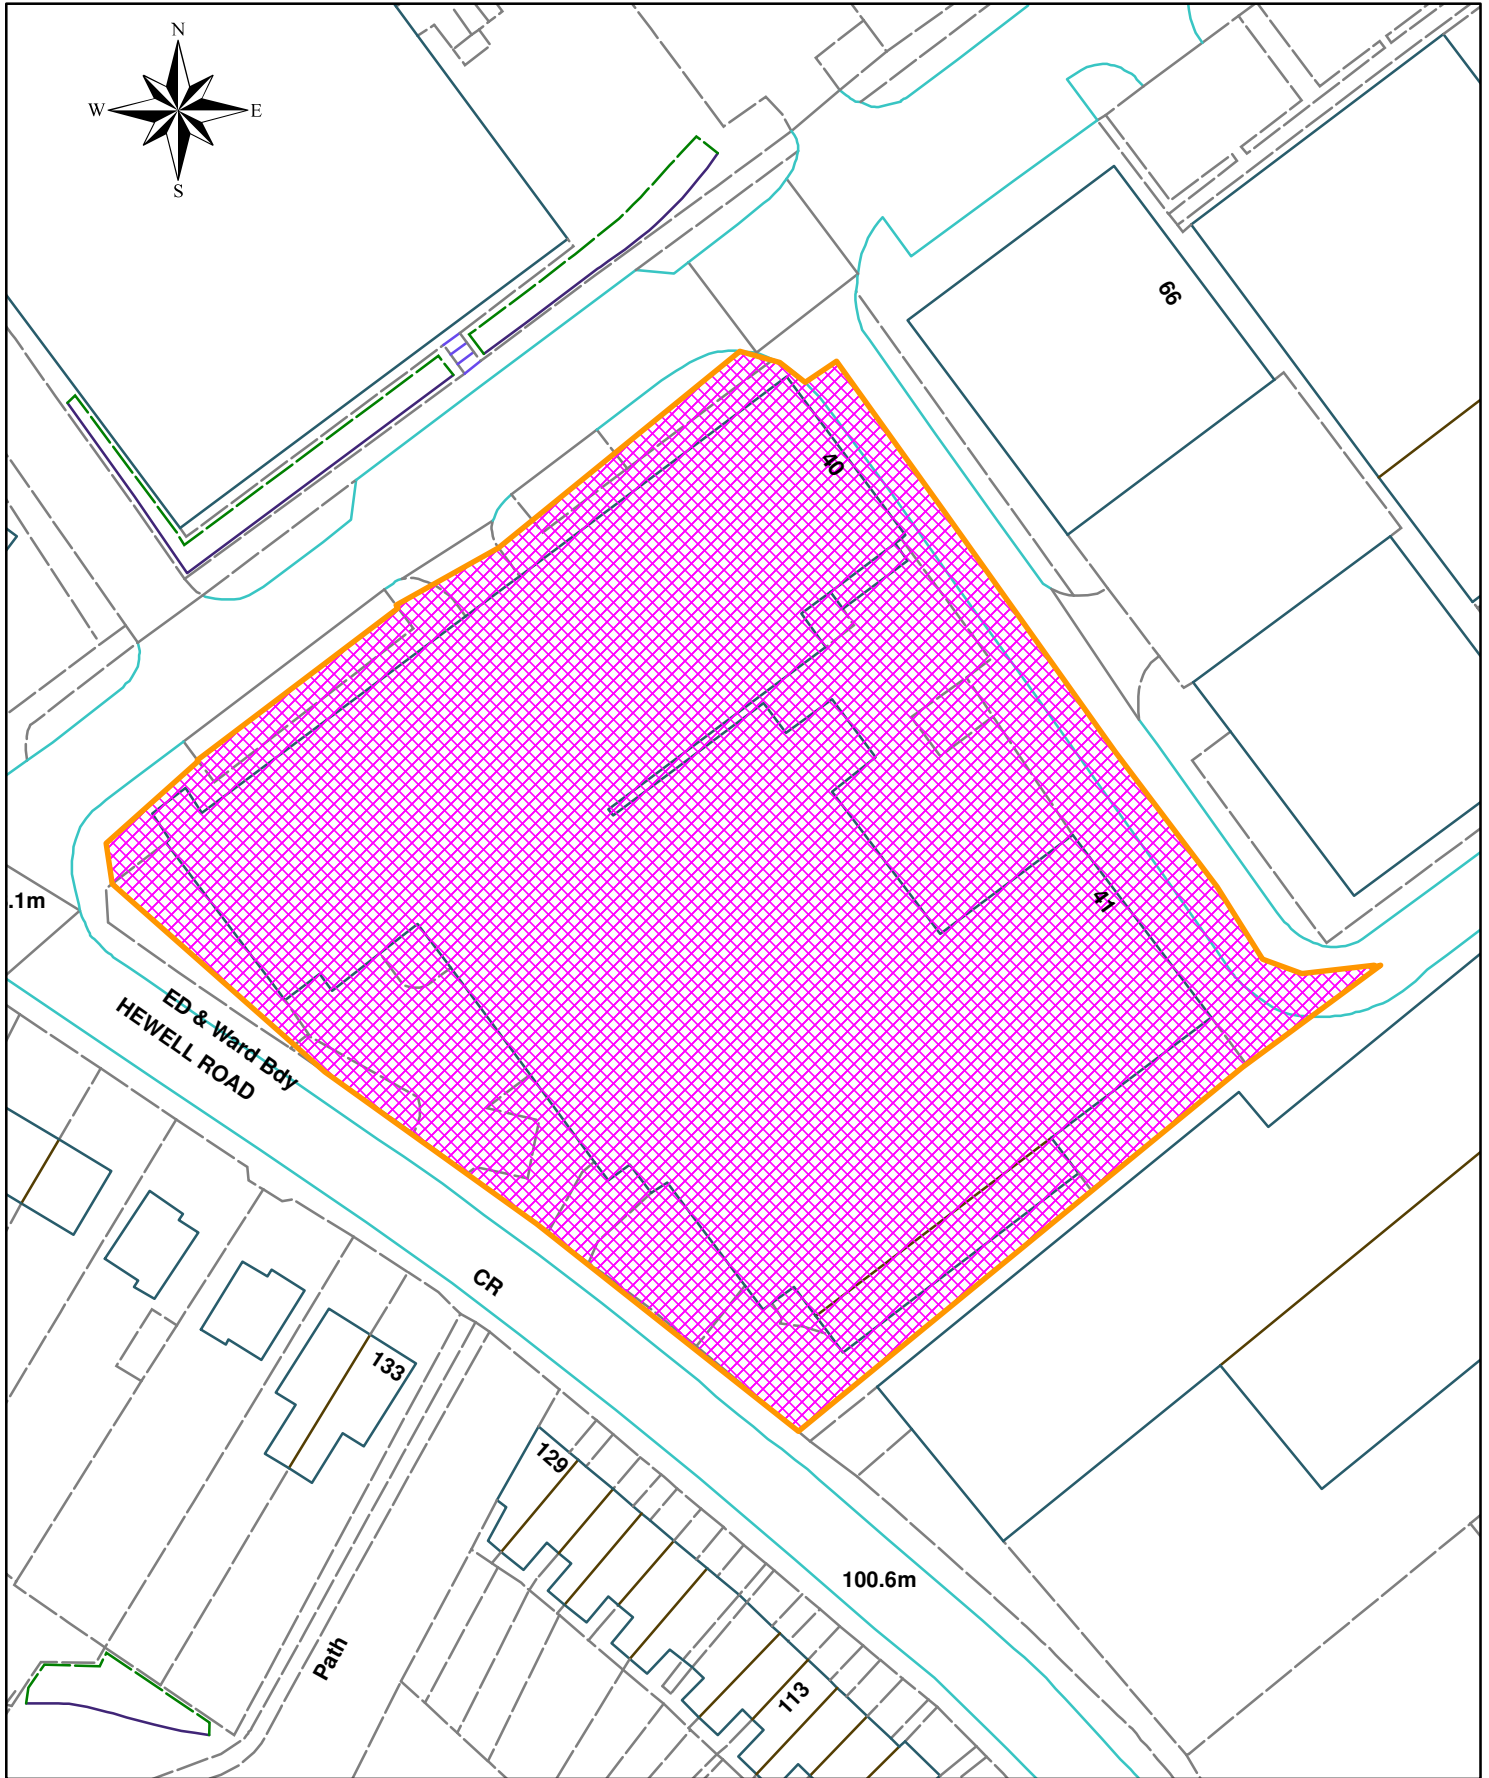 N
W E
S
66
40
41
.1m
ED & Ward Bdy
HEWELL ROAD
CR
133
129
100.6m
Path
113